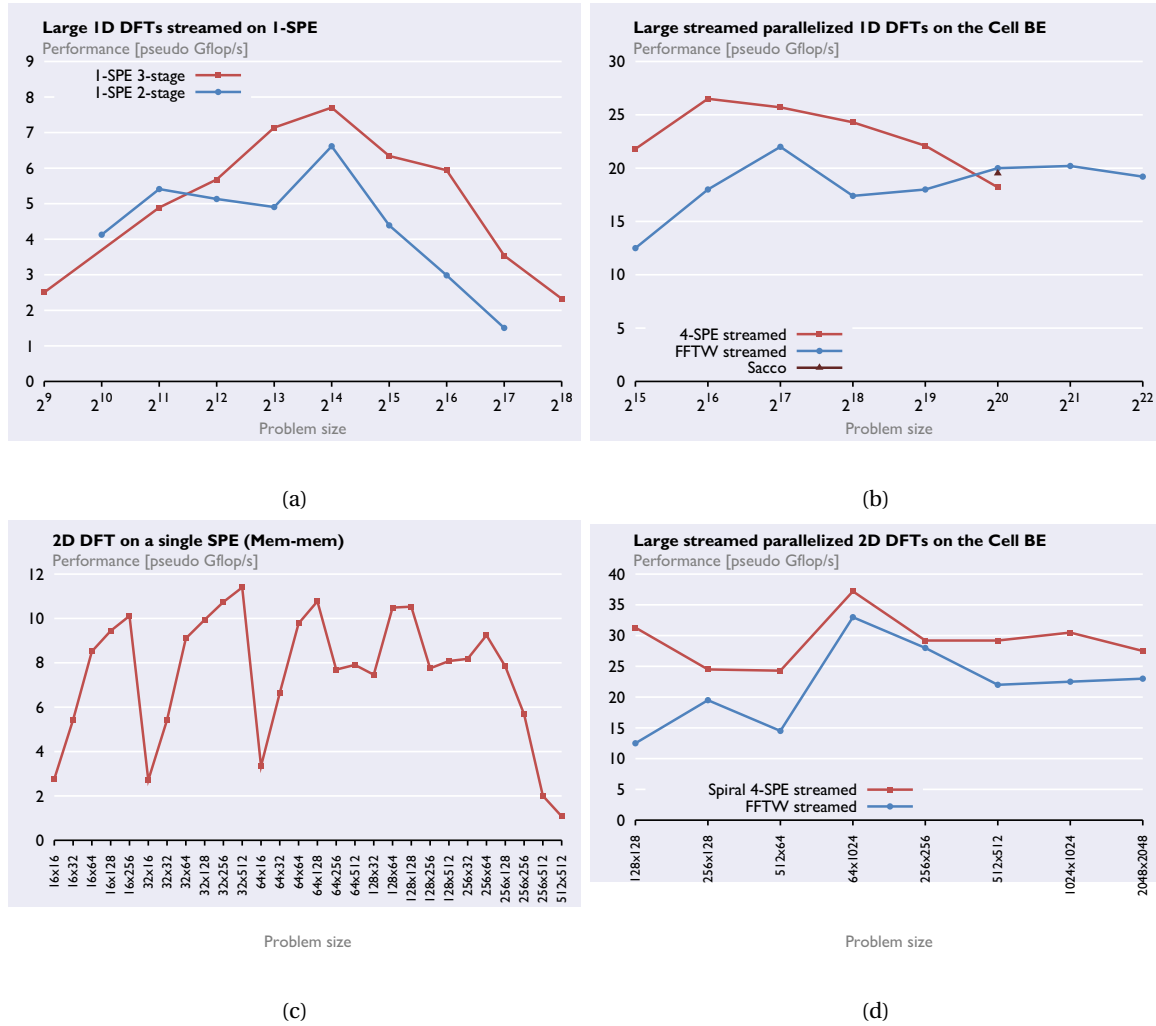 Large 1D DFTs streamed on 1-SPE
Performance [pseudo Gflop/s]
9
8
7
6
5
4
3
2
1
0
1-SPE 3-stage
1-SPE 2-stage
2^9 2^10 2^11 2^12 2^13 2^14 2^15 2^16 2^17 2^18
Problem size
(a)
Large streamed parallelized 1D DFTs on the Cell BE
Performance [pseudo Gflop/s]
30
25
20
15
10
5
0
4-SPE streamed
FFTW streamed
Sacco
2^15 2^16 2^17 2^18 2^19 2^20 2^21 2^22
Problem size
(b)
2D DFT on a single SPE (Mem-mem)
Performance [pseudo Gflop/s]
12
10
8
6
4
2
0
16x16
16x32
16x64
16x128
16x256
32x16
32x32
32x64
32x128
32x256
32x512
64x16
64x32
64x64
64x128
64x256
64x512
128x32
128x64
128x128
128x256
128x512
256x32
256x64
256x128
256x256
256x512
512x512
Problem size
(c)
Large streamed parallelized 2D DFTs on the Cell BE
Performance [pseudo Gflop/s]
40
35
30
25
20
15
10
5
0
Spiral 4-SPE streamed
FFTW streamed
128x128
256x128
512x64
64x1024
256x256
512x512
1024x1024
2048x2048
Problem size
(d)